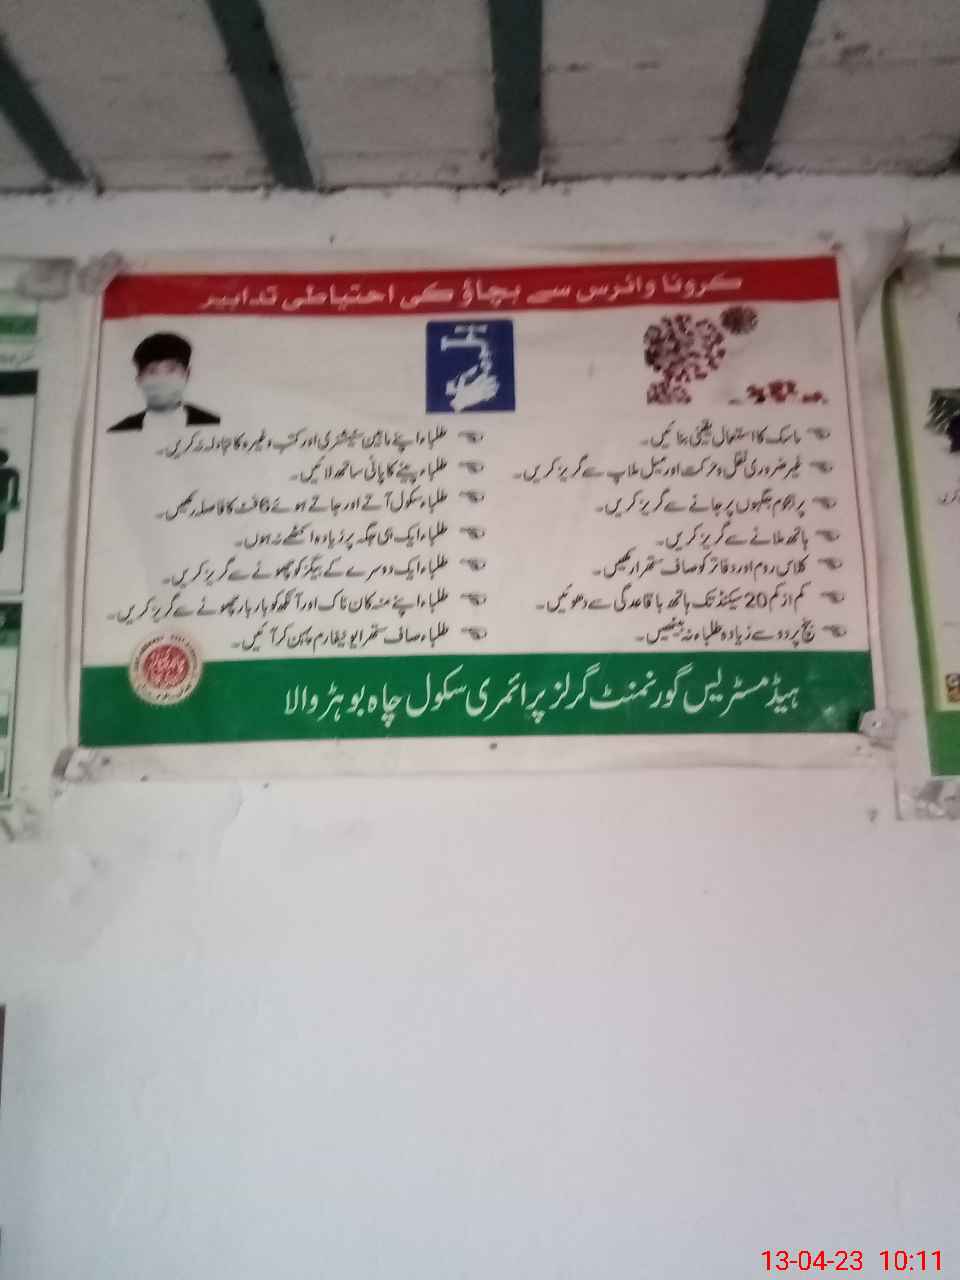 کرونا وائرس سے بچاؤ کی احتیاطی تدابیر
ماسک کا استعمال یقینی بنائیں۔
غیر ضروری نقل و حرکت اور میل ملاپ سے گریز کریں۔
پر ہجوم جگہوں پر جانے سے گریز کریں۔
ہاتھ ملانے سے گریز کریں۔
کلاس روم اور دفاتر کو صاف ستھرا رکھیں۔
کم از کم 20 سیکنڈ تک ہاتھ باقاعدگی سے دھوئیں۔
بنچ پر دو سے زیادہ طلباء نہ بیٹھیں۔
طلباء اپنے مابین سٹیشنری اور کتب وغیرہ کا تبادلہ نہ کریں۔
طلباء پینے کا پانی ساتھ لائیں۔
طلباء سکول آتے اور جاتے ہوئے 6 فٹ کا فاصلہ رکھیں۔
طلباء ایک ہی جگہ پر زیادہ اکٹھے نہ ہوں۔
طلباء ایک دوسرے کے بیگز کو چھونے سے گریز کریں۔
طلباء اپنے منہ کان ناک اور آنکھ کو بار بار چھونے سے گریز کریں۔
طلباء صاف ستھرا یونیفارم پہن کر آئیں۔
ہیڈ مسٹریس گورنمنٹ گرلز پرائمری سکول چاہ بوہڑ والا
13-04-23 10:11